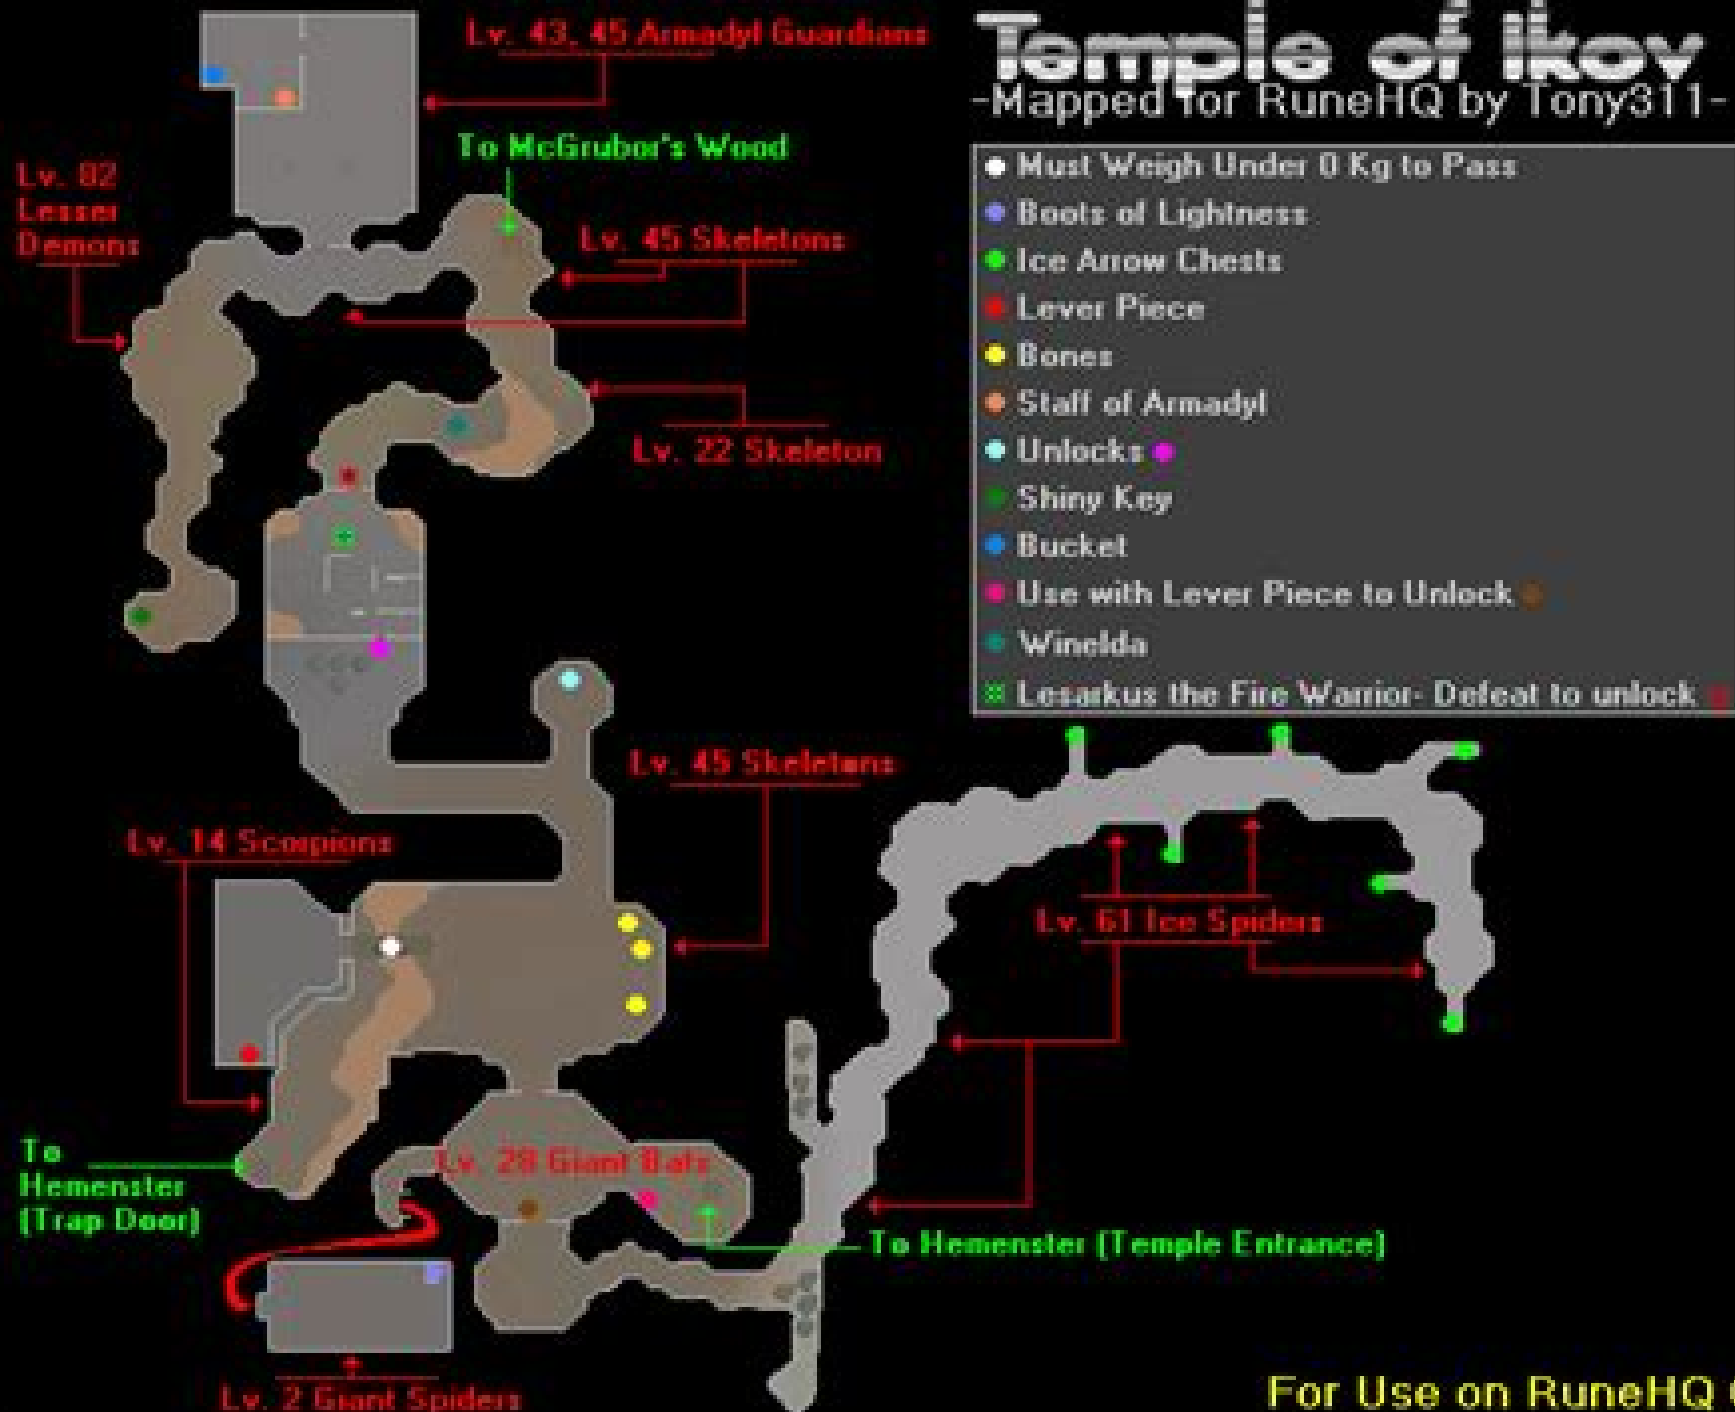 Temple of Ikov
-Mapped for RuneHQ by Tony311-
Lv. 43, 45 Armadyl Guardians
To McGrubor's Wood
Lv. 82
Lesser
Demons
Lv. 45 Skeletons
Lv. 22 Skeleton
Must Weigh Under 0 Kg to Pass
Boots of Lightness
Ice Arrow Chests
Lever Piece
Bones
Staff of Armadyl
Unlocks
Shiny Key
Bucket
Use with Lever Piece to Unlock
Winelda
Lesarkus the Fire Warrior- Defeat to unlock
Lv. 45 Skeletons
Lv. 14 Scorpions
Lv. 61 Ice Spiders
Lv. 28 Giant Bats
To
Hemenster
(Trap Door)
To Hemenster (Temple Entrance)
Lv. 2 Giant Spiders
For Use on RuneHQ